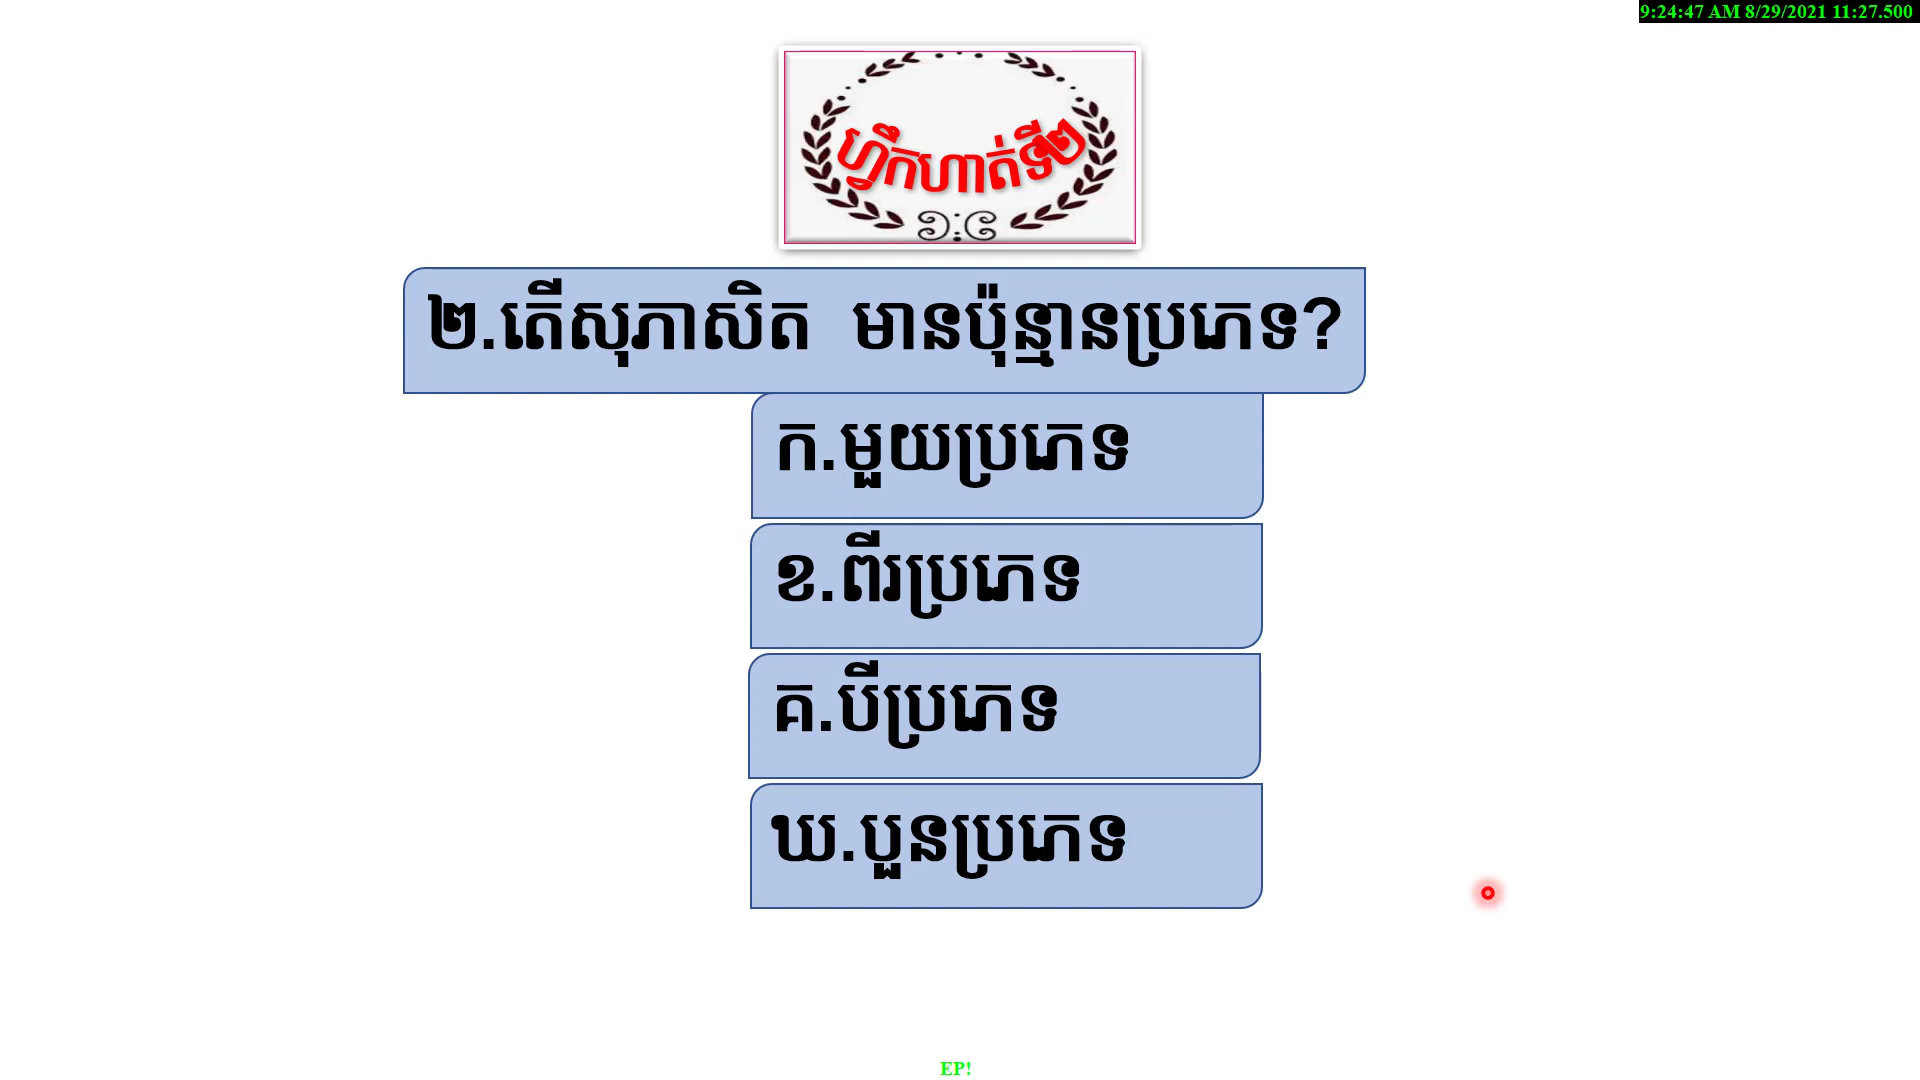 9:24:47 AM 8/29/2021 11:27.500
ហ្វឹកហាត់ទី២
២.តើសុភាសិត មានប៉ុន្មានប្រភេទ?
ក.មួយប្រភេទ
ខ.ពីរប្រភេទ
គ.បីប្រភេទ
ឃ.បួនប្រភេទ
EP!